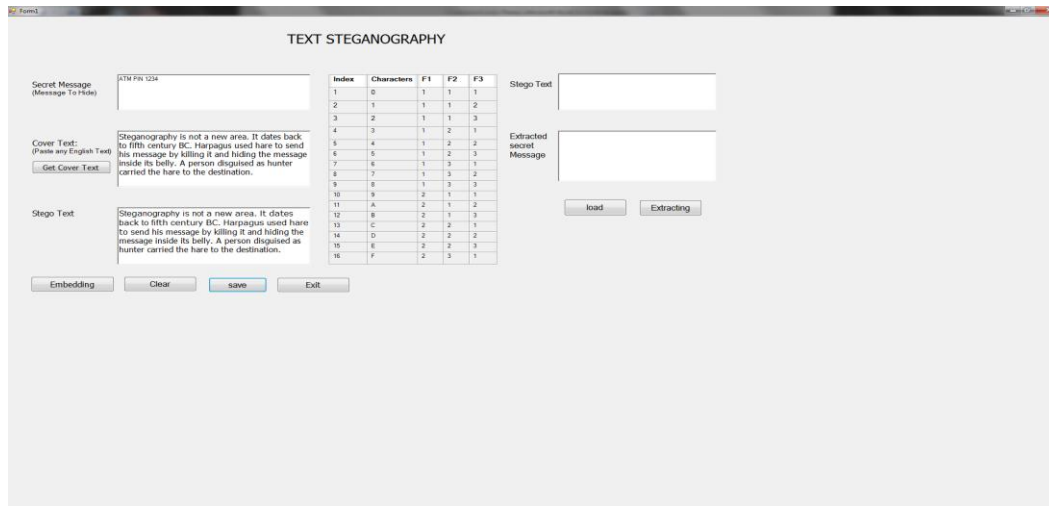 Form1
TEXT STEGANOGRAPHY
Secret Message
(Message To Hide)
ATM PIN 1234
Cover Text:
(Paste any English Text)
Get Cover Text
Steganography is not a new area. It dates back
to fifth century BC. Harpagus used hare to send
his message by killing it and hiding the message
inside its belly. A person disguised as hunter
carried the hare to the destination.
Stego Text
Steganography is not a new area. It dates
back to fifth century BC. Harpagus used hare
to send his message by killing it and hiding the
message inside its belly. A person disguised as
hunter carried the hare to the destination.
Embedding Clear save Exit
Index Characters F1 F2 F3
1 0 1 1 1
2 1 1 1 2
3 2 1 1 3
4 3 1 2 1
5 4 1 2 2
6 5 1 2 3
7 6 1 3 1
8 7 1 3 2
9 8 1 3 3
10 9 2 1 1
11 A 2 1 2
12 B 2 1 3
13 C 2 2 1
14 D 2 2 2
15 E 2 2 3
16 F 2 3 1
Stego Text
Extracted
secret
Message
load Extracting